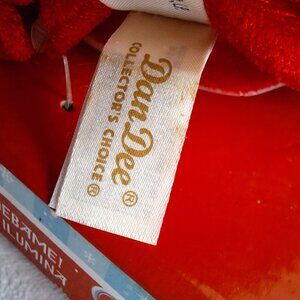 Dan Dee®
COLLECTOR'S CHOICE®
EBAME!
ILUMINA